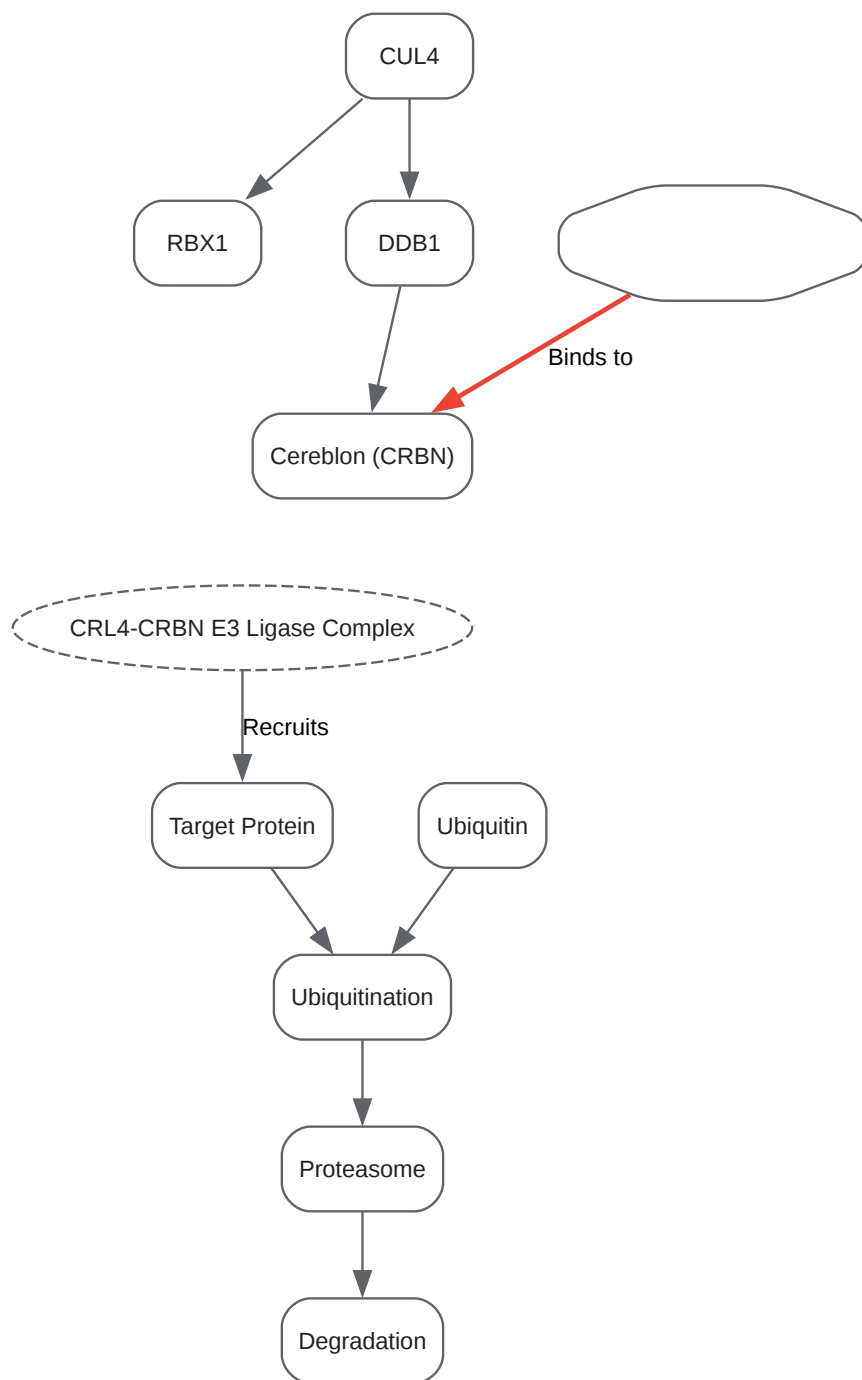 CUL4
RBX1
DDB1
Binds to
Cereblon (CRBN)
CRL4-CRBN E3 Ligase Complex
Recruits
Target Protein
Ubiquitin
Ubiquitination
Proteasome
Degradation